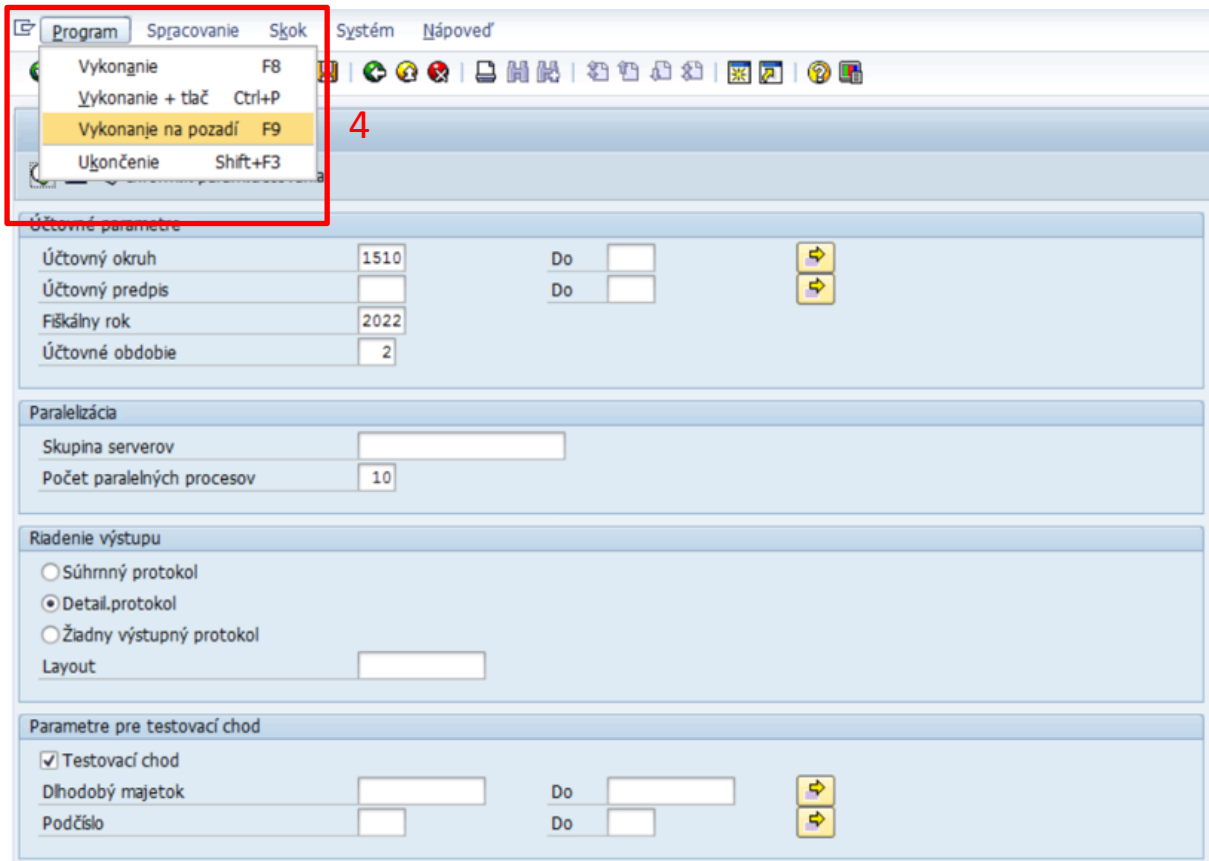 Program Spracovanie Skok Systém Nápoveď
Vykonanie F8
Vykonanie + tlač Ctrl+P
Vykonanie na pozadí F9
4
Ukončenie Shift+F3
Účtovné parametre
Účtovný okruh 1510 Do
Účtovný predpis Do
Fiškálny rok 2022
Účtovné obdobie 2
Paralelizácia
Skupina serverov
Počet paralelných procesov 10
Riadenie výstupu
Súhrnný protokol
Detail.protokol
Žiadny výstupný protokol
Layout
Parametre pre testovací chod
Testovací chod
Dlhodobý majetok Do
Podčíslo Do